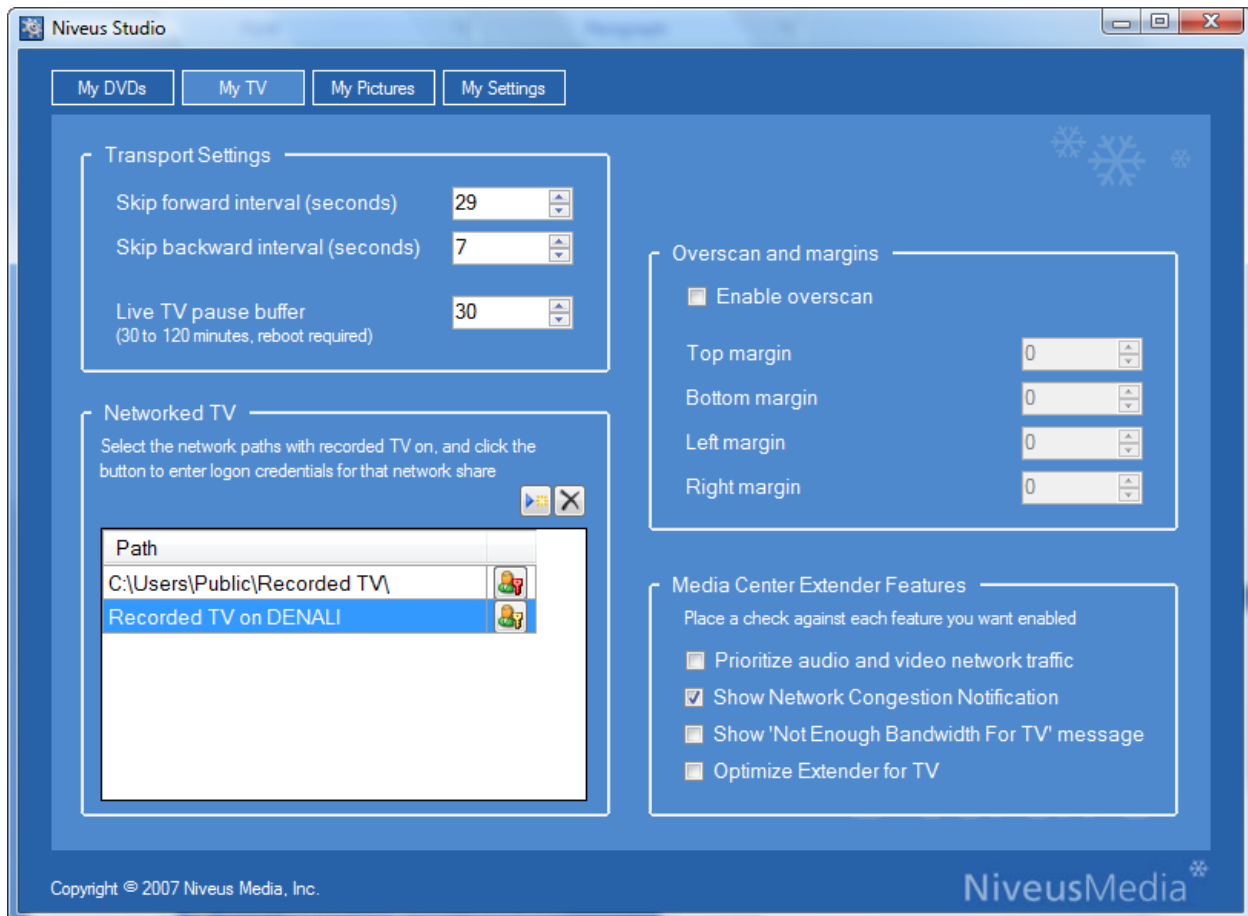 Niveus Studio
My DVDs
My TV
My Pictures
My Settings
Transport Settings
Skip forward interval (seconds)
29
Skip backward interval (seconds)
7
Live TV pause buffer
30
(30 to 120 minutes, reboot required)
Networked TV
Select the network paths with recorded TV on, and click the
button to enter logon credentials for that network share
Path
C:\Users\Public\Recorded TV\
Recorded TV on DENALI
Overscan and margins
Enable overscan
Top margin
0
Bottom margin
0
Left margin
0
Right margin
0
Media Center Extender Features
Place a check against each feature you want enabled
Prioritize audio and video network traffic
Show Network Congestion Notification
Show 'Not Enough Bandwidth For TV' message
Optimize Extender for TV
Copyright © 2007 Niveus Media, Inc.
NiveusMedia